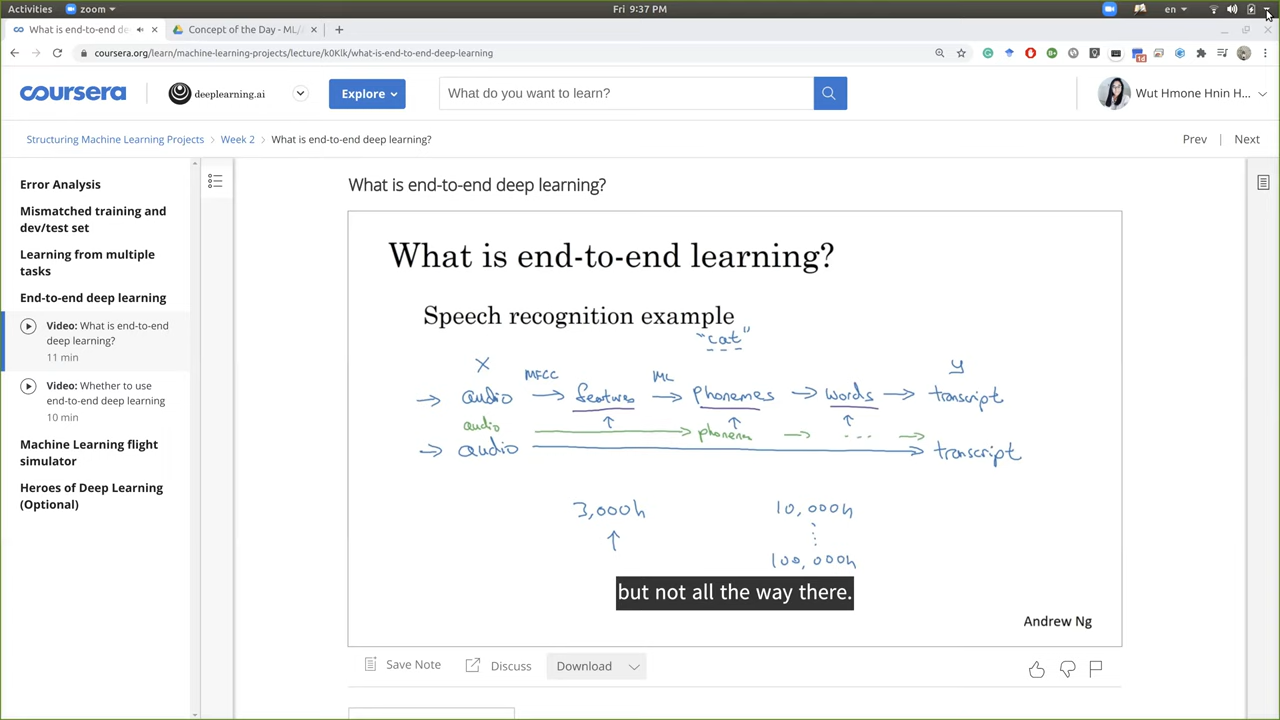 Activities zoom Fri 9:37 PM en
What is end-to-end de Concept of the Day - ML/
coursera.org/learn/machine-learning-projects/lecture/k0Klk/what-is-end-to-end-deep-learning
coursera deeplearning.ai Explore What do you want to learn? Wut Hmone Hnin H...
Structuring Machine Learning Projects > Week 2 > What is end-to-end deep learning? Prev | Next
Error Analysis
Mismatched training and
dev/test set
Learning from multiple
tasks
End-to-end deep learning
Video: What is end-to-end
deep learning?
11 min
Video: Whether to use
end-to-end deep learning
10 min
Machine Learning flight
simulator
Heroes of Deep Learning
(Optional)
What is end-to-end deep learning?
What is end-to-end learning?
Speech recognition example
"cat"
X MFCC ML y
→ audio → features → phonemes → words → transcript
audio → phonemes → ... →
→ audio → transcript
3,000h 10,000h
100,000h
but not all the way there.
Andrew Ng
Save Note Discuss Download